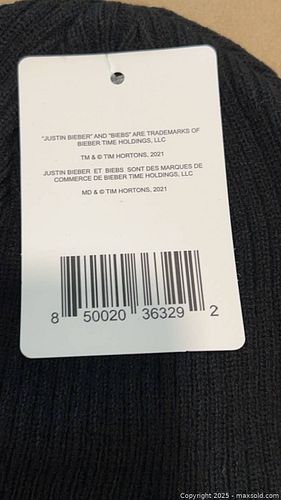 "JUSTIN BIEBER" AND "BIEBS" ARE TRADEMARKS OF
BIEBER TIME HOLDINGS, LLC
TM & © TIM HORTONS, 2021
JUSTIN BIEBER ET BIEBS SONT DES MARQUES DE
COMMERCE DE BIEBER TIME HOLDINGS, LLC
MD & © TIM HORTONS, 2021
8 50020 36329 2
Copyright © 2025 - maxsold.com